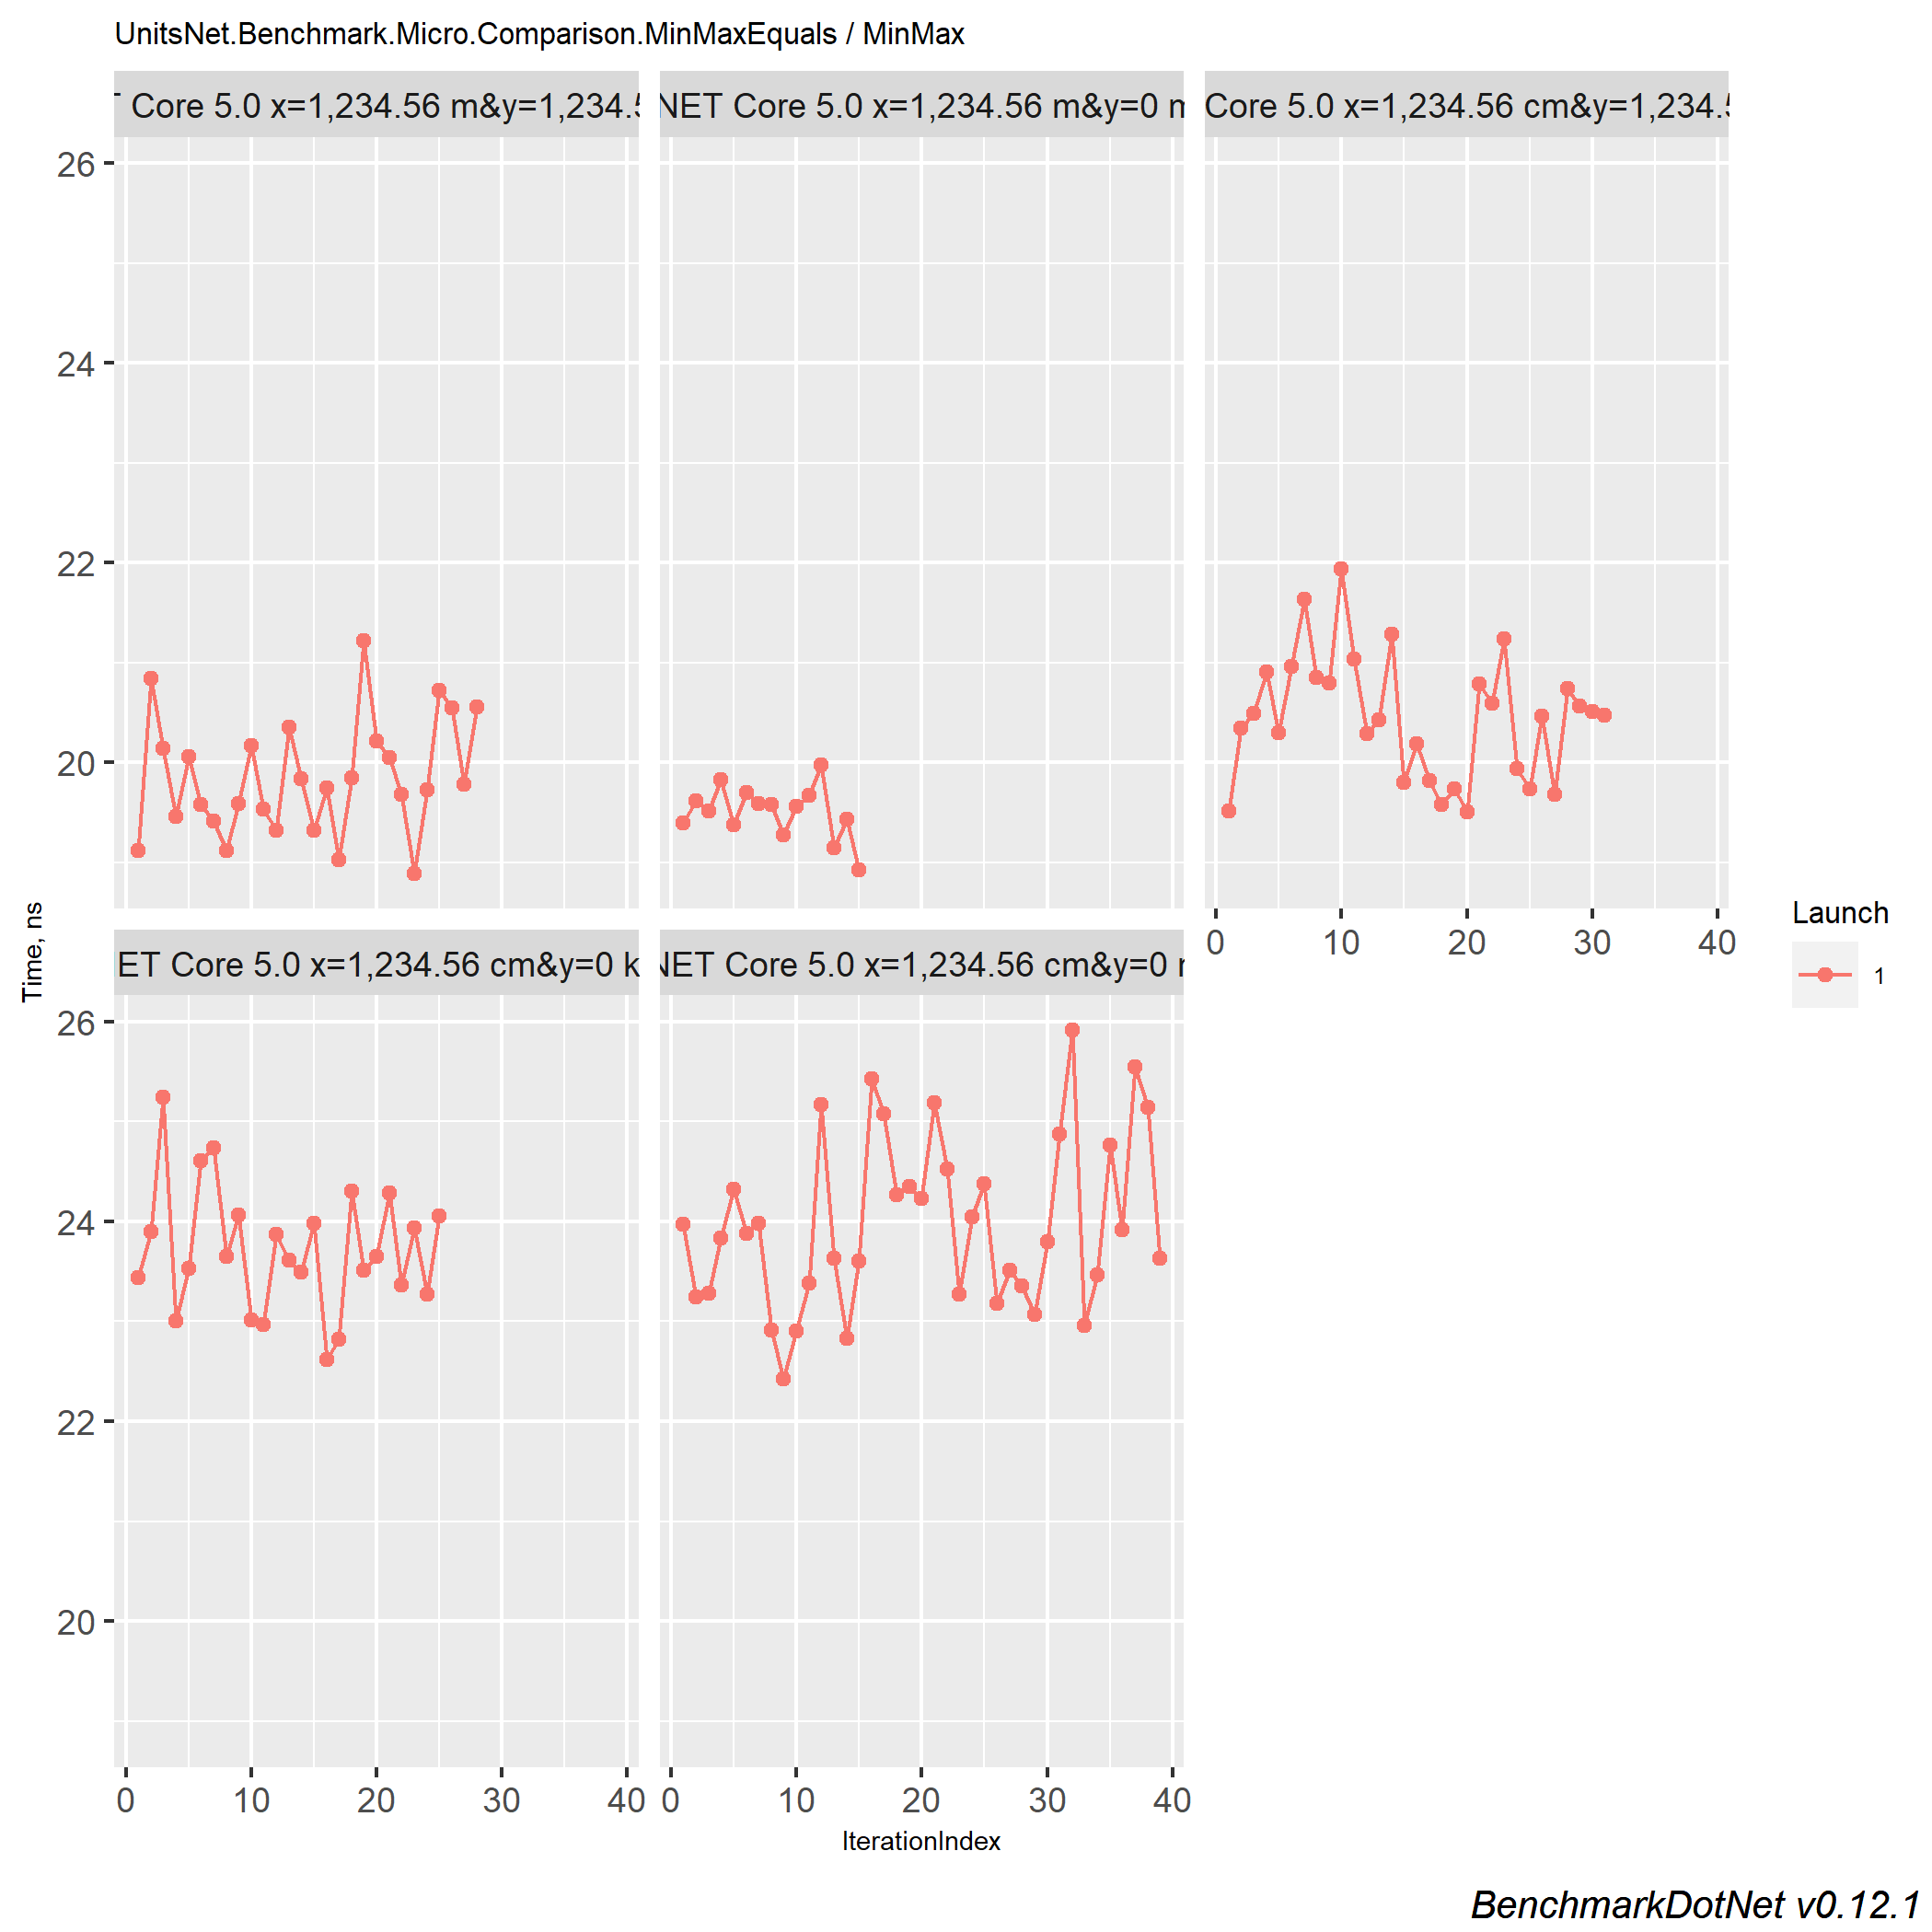 UnitsNet.Benchmark.Micro.Comparison.MinMaxEquals / MinMax
Core 5.0 x=1,234.56 m&y=1,234.5
NET Core 5.0 x=1,234.56 m&y=0 m
Core 5.0 x=1,234.56 cm&y=1,234.5
26
24
22
20
Time, ns
0 10 20 30 40
Launch
1
ET Core 5.0 x=1,234.56 cm&y=0 k
NET Core 5.0 x=1,234.56 cm&y=0
26
24
22
20
0 10 20 30 40
0 10 20 30 40
IterationIndex
BenchmarkDotNet v0.12.1